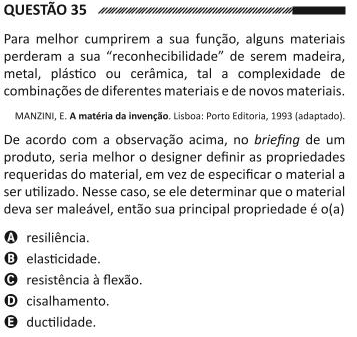 QUESTÃO 35
Para melhor cumprirem a sua função, alguns materiais
perderam a sua “reconhecibilidade” de serem madeira,
metal, plástico ou cerâmica, tal a complexidade de
combinações de diferentes materiais e de novos materiais.
MANZINI, E. A matéria da invenção. Lisboa: Porto Editoria, 1993 (adaptado).
De acordo com a observação acima, no briefing de um
produto, seria melhor o designer definir as propriedades
requeridas do material, em vez de especificar o material a
ser utilizado. Nesse caso, se ele determinar que o material
deva ser maleável, então sua principal propriedade é o(a)
A resiliência.
B elasticidade.
C resistência à flexão.
D cisalhamento.
E ductilidade.